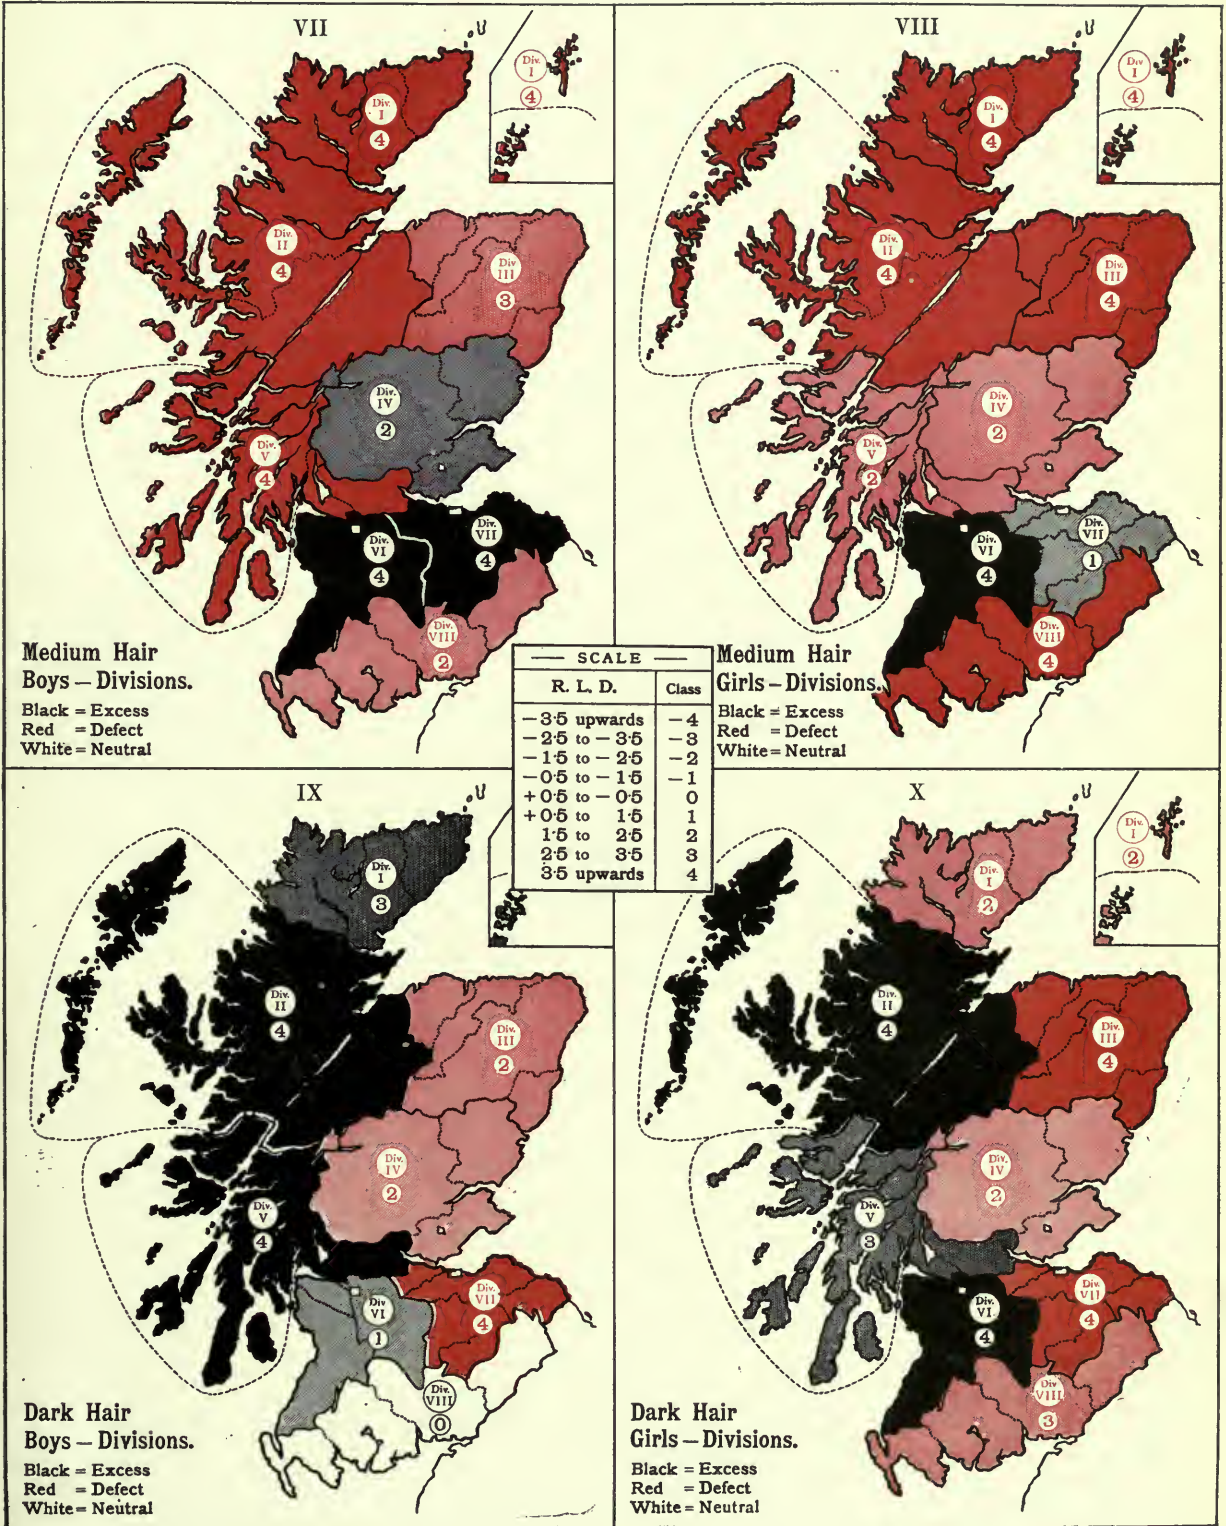 VII
Div.
I
4
Div.
I
4
Div.
II
4
Div
III
3
Div.
IV
2
Div.
V
4
Div.
VI
4
Div.
VII
4
Div.
VIII
2
Medium Hair
Boys – Divisions.
Black = Excess
Red = Defect
White = Neutral
VIII
Div
I
4
Div.
I
4
Div.
II
4
Div.
III
4
Div.
IV
2
Div.
V
2
Div.
VI
4
Div.
VII
1
Div.
VIII
4
Medium Hair
Girls – Divisions.
Black = Excess
Red = Defect
White = Neutral
SCALE
R. L. D. Class
−3·5 upwards −4
−2·5 to −3·5 −3
−1·5 to −2·5 −2
−0·5 to −1·5 −1
+0·5 to −0·5 0
+0·5 to 1·5 1
1·5 to 2·5 2
2·5 to 3·5 3
3·5 upwards 4
IX
Div.
I
3
Div.
II
4
Div
III
2
Div.
IV
2
Div.
V
4
Div
VI
1
Div.
VII
4
Div.
VIII
0
Dark Hair
Boys – Divisions.
Black = Excess
Red = Defect
White = Neutral
X
Div.
I
2
Div.
I
2
Div.
II
4
Div.
III
4
Div.
IV
2
Div.
V
3
Div.
VI
4
Div.
VII
4
Div.
VIII
3
Dark Hair
Girls – Divisions.
Black = Excess
Red = Defect
White = Neutral